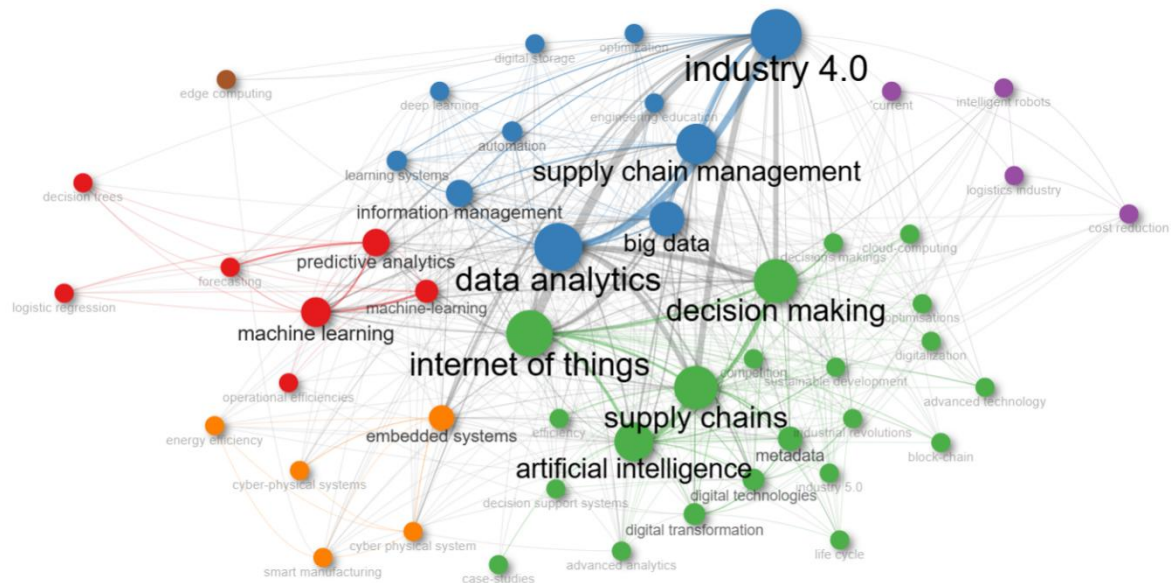 industry 4.0
optimization
digital storage
edge computing
deep learning
current
intelligent robots
engineering education
automation
learning systems
supply chain management
logistics industry
decision trees
information management
cost reduction
big data
decisions makings
cloud-computing
predictive analytics
data analytics
forecasting
logistic regression
machine-learning
decision making
optimisations
machine learning
digitalization
internet of things
competition
sustainable development
operational efficiencies
advanced technology
supply chains
embedded systems
efficiency
industrial revolutions
energy efficiency
block-chain
metadata
artificial intelligence
cyber-physical systems
industry 5.0
digital technologies
decision support systems
digital transformation
cyber physical system
life cycle
advanced analytics
smart manufacturing
case-studies